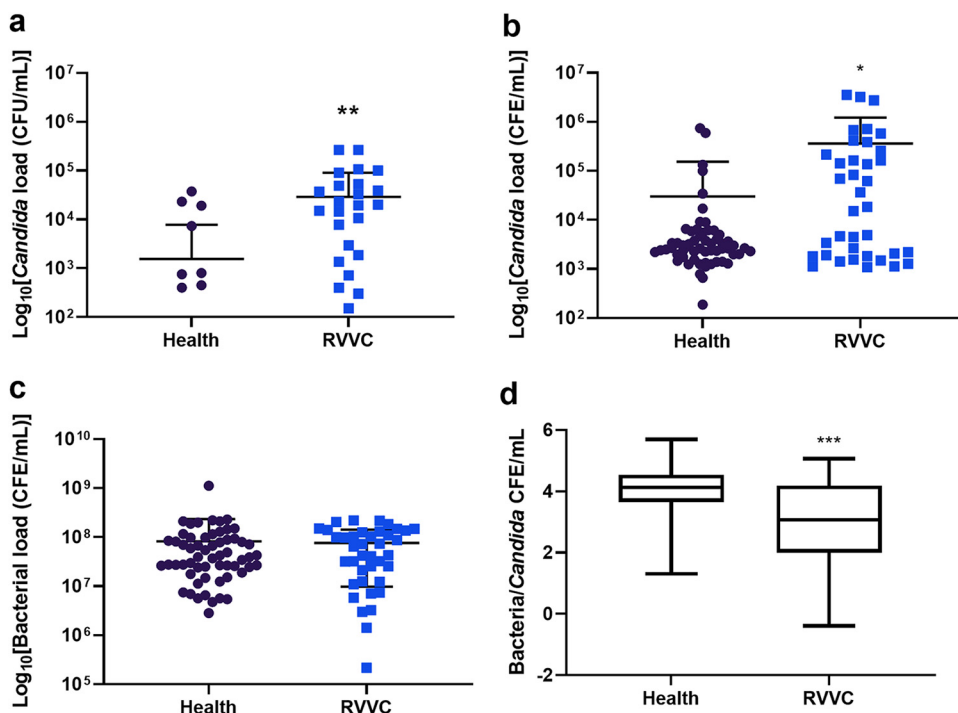 a
Log₁₀[Candida load (CFU/mL)]
10⁷
10⁶
10⁵
10⁴
10³
10²
**
Health
RVVC
b
Log₁₀[Candida load (CFE/mL)]
10⁷
10⁶
10⁵
10⁴
10³
10²
*
Health
RVVC
c
Log₁₀[Bacterial load (CFE/mL)]
10¹⁰
10⁹
10⁸
10⁷
10⁶
10⁵
Health
RVVC
d
Bacteria/Candida CFE/mL
6
4
2
0
-2
***
Health
RVVC